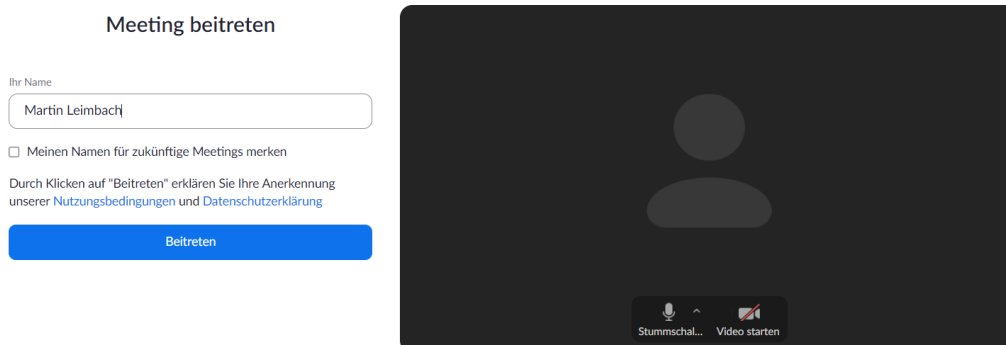 Meeting beitreten
Ihr Name
Martin Leimbach
Meinen Namen für zukünftige Meetings merken
Durch Klicken auf "Beitreten" erklären Sie Ihre Anerkennung
unserer Nutzungsbedingungen und Datenschutzerklärung
Beitreten
Stummschal... Video starten